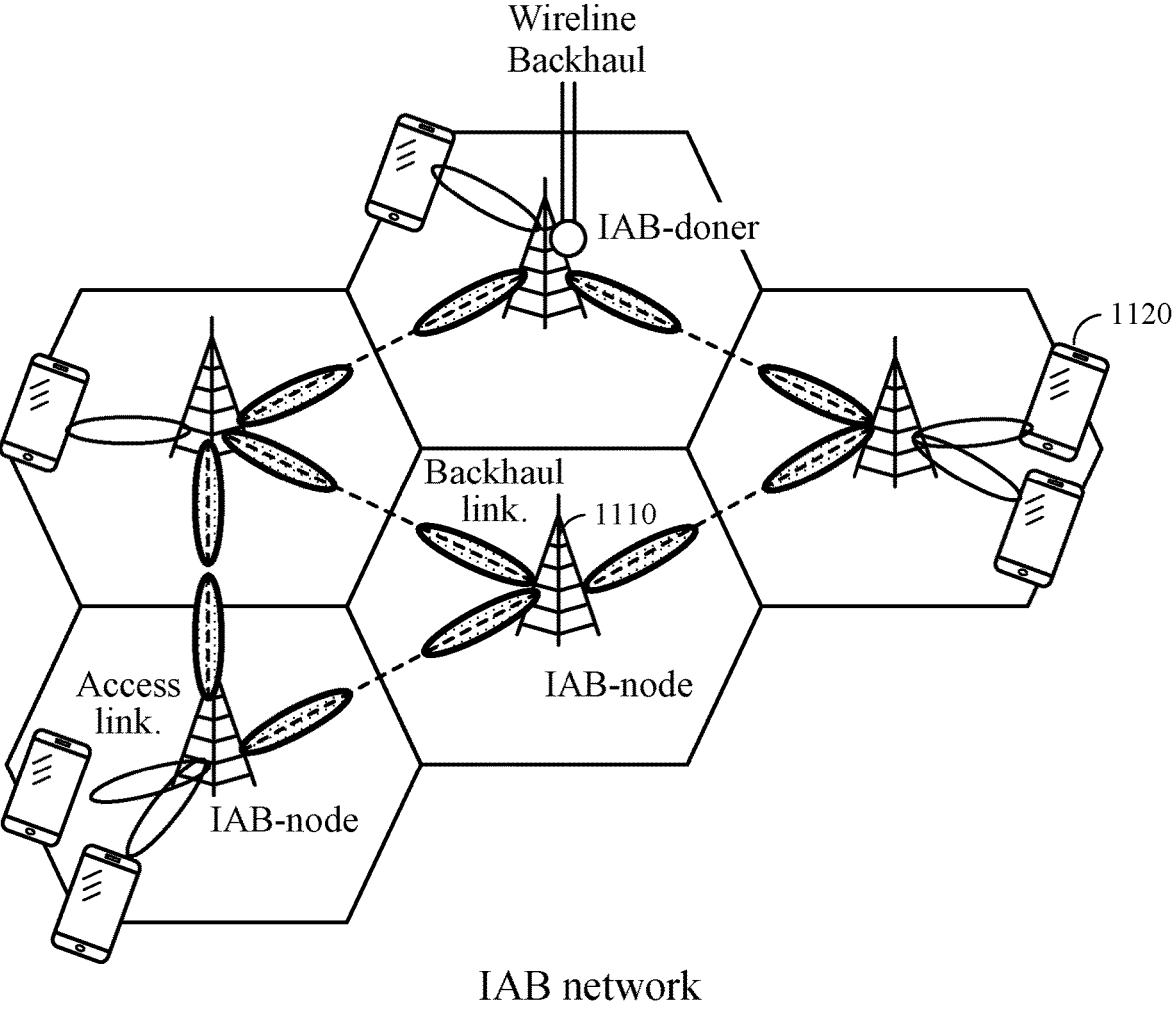 Wireline
Backhaul
IAB-doner
1120
Backhaul
link.
1110
IAB-node
Access
link.
IAB-node
IAB network